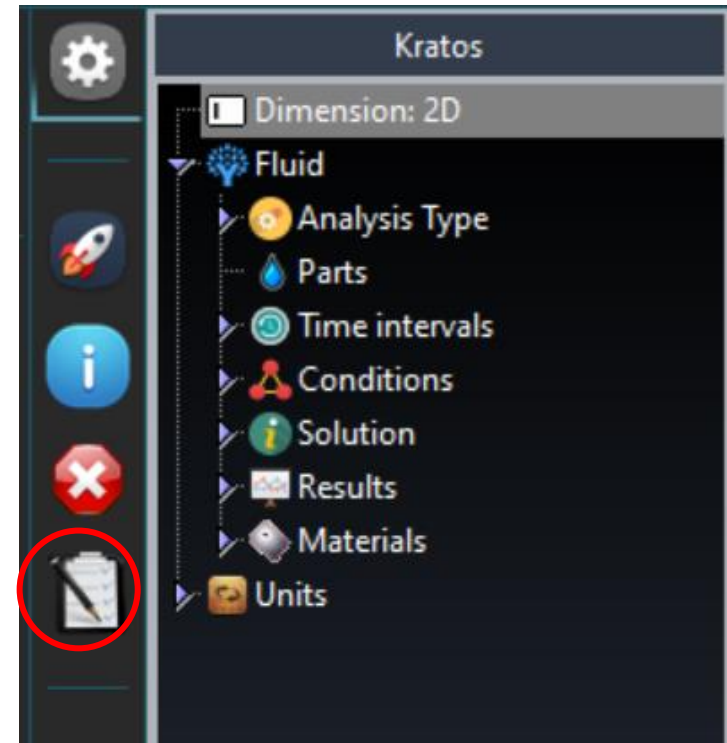 Kratos
Dimension: 2D
Fluid
Analysis Type
Parts
Time intervals
Conditions
Solution
Results
Materials
Units